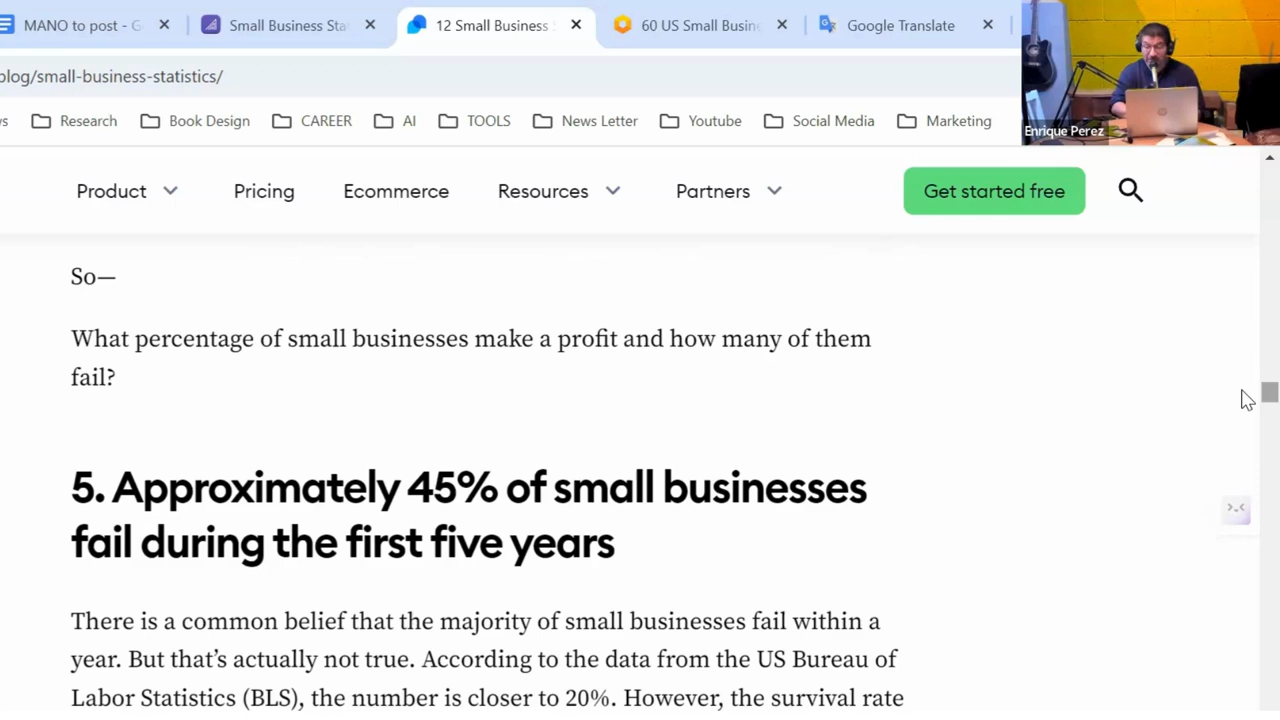 MANO to post - G
Small Business Sta
12 Small Business
60 US Small Busin
Google Translate
blog/small-business-statistics/
Research
Book Design
CAREER
AI
TOOLS
News Letter
Youtube
Social Media
Marketing
Enrique Perez
Product
Pricing
Ecommerce
Resources
Partners
Get started free
So—
What percentage of small businesses make a profit and how many of them
fail?
5. Approximately 45% of small businesses
fail during the first five years
There is a common belief that the majority of small businesses fail within a
year. But that’s actually not true. According to the data from the US Bureau of
Labor Statistics (BLS), the number is closer to 20%. However, the survival rate